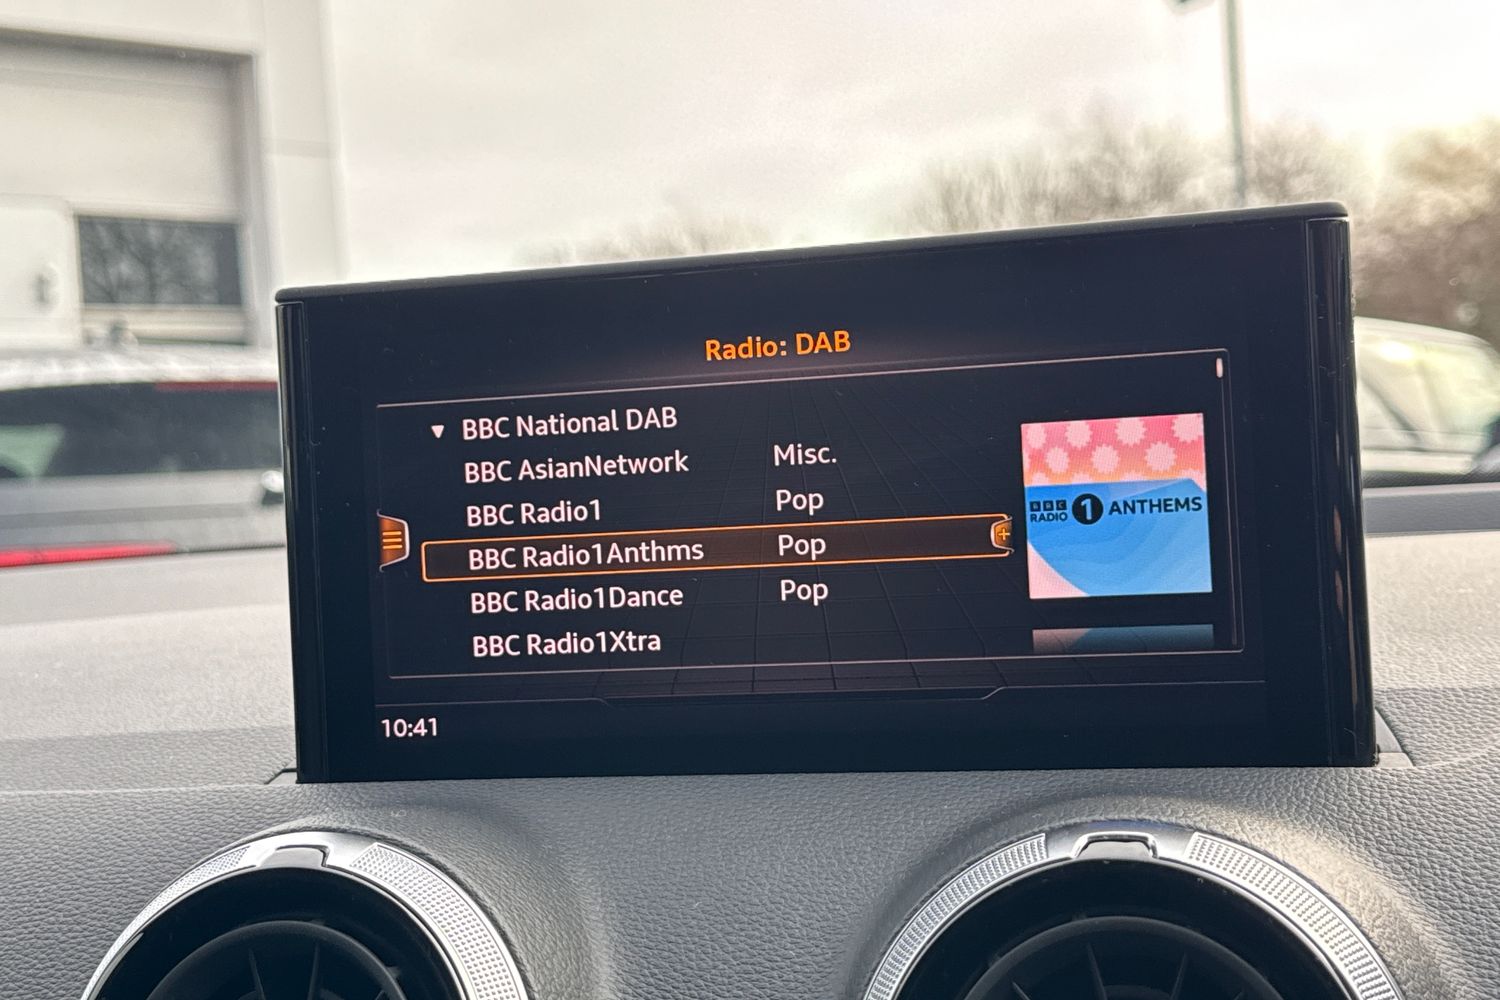 Radio: DAB
▼ BBC National DAB
BBC AsianNetwork Misc.
BBC Radio1 Pop
BBC Radio1Anthms Pop
BBC Radio1Dance Pop
BBC Radio1Xtra
BBC RADIO 1 ANTHEMS
10:41